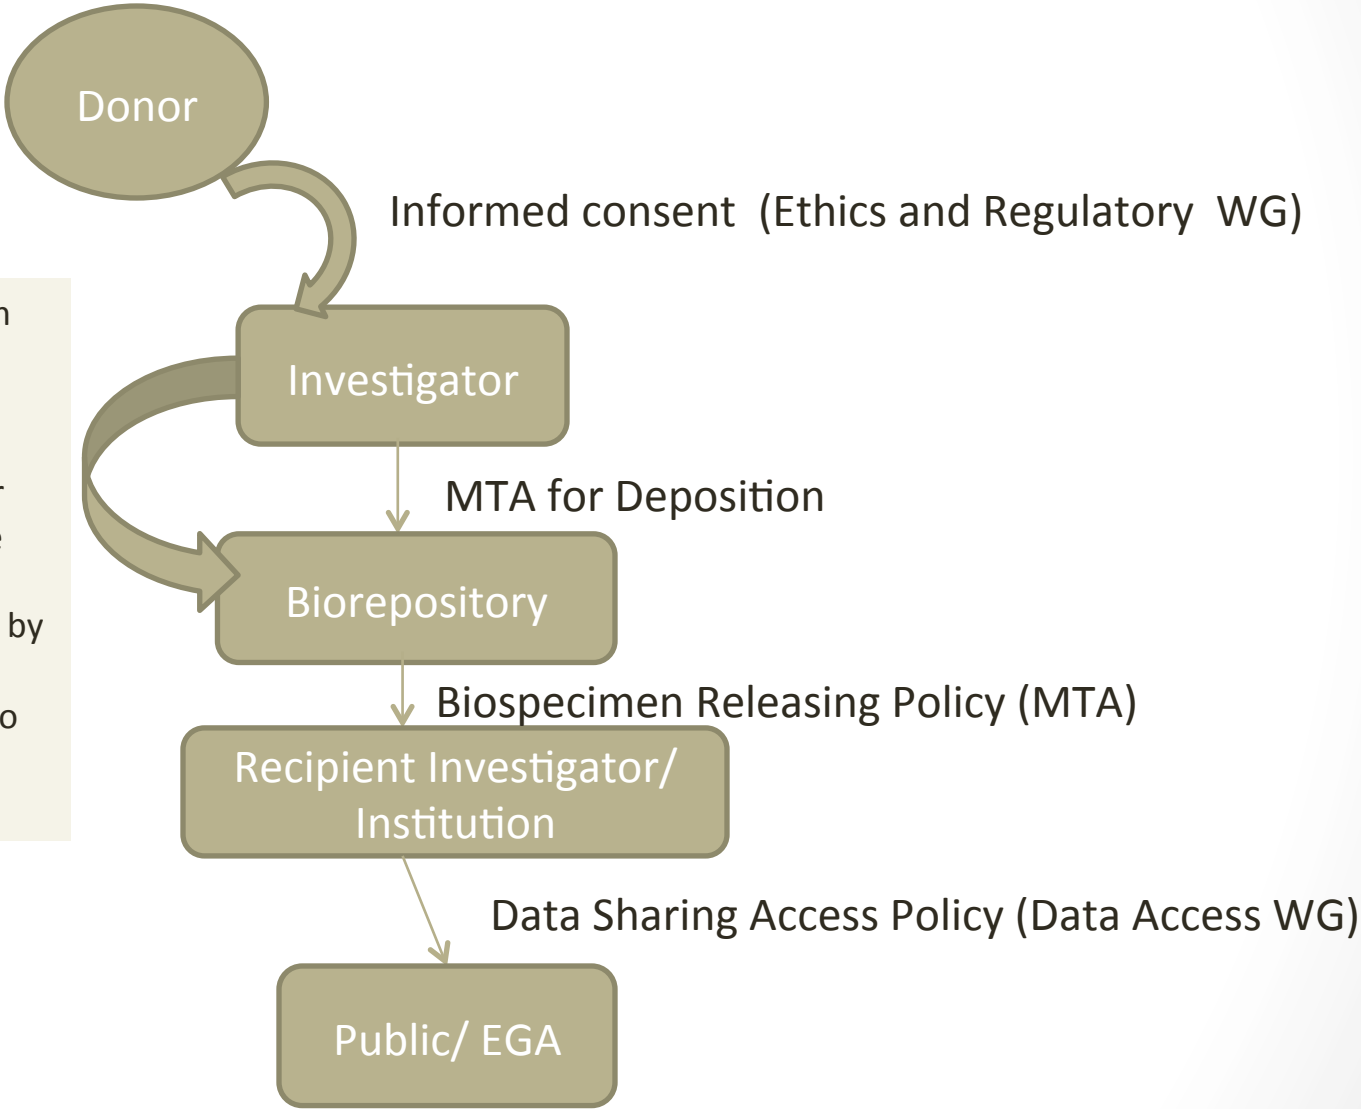 Donor
Informed consent (Ethics and Regulatory WG)
Investigator
MTA for Deposition
by
Biorepository
Biospecimen Releasing Policy (MTA)
Recipient Investigator/
Institution
Data Sharing Access Policy (Data Access WG)
Public/ EGA